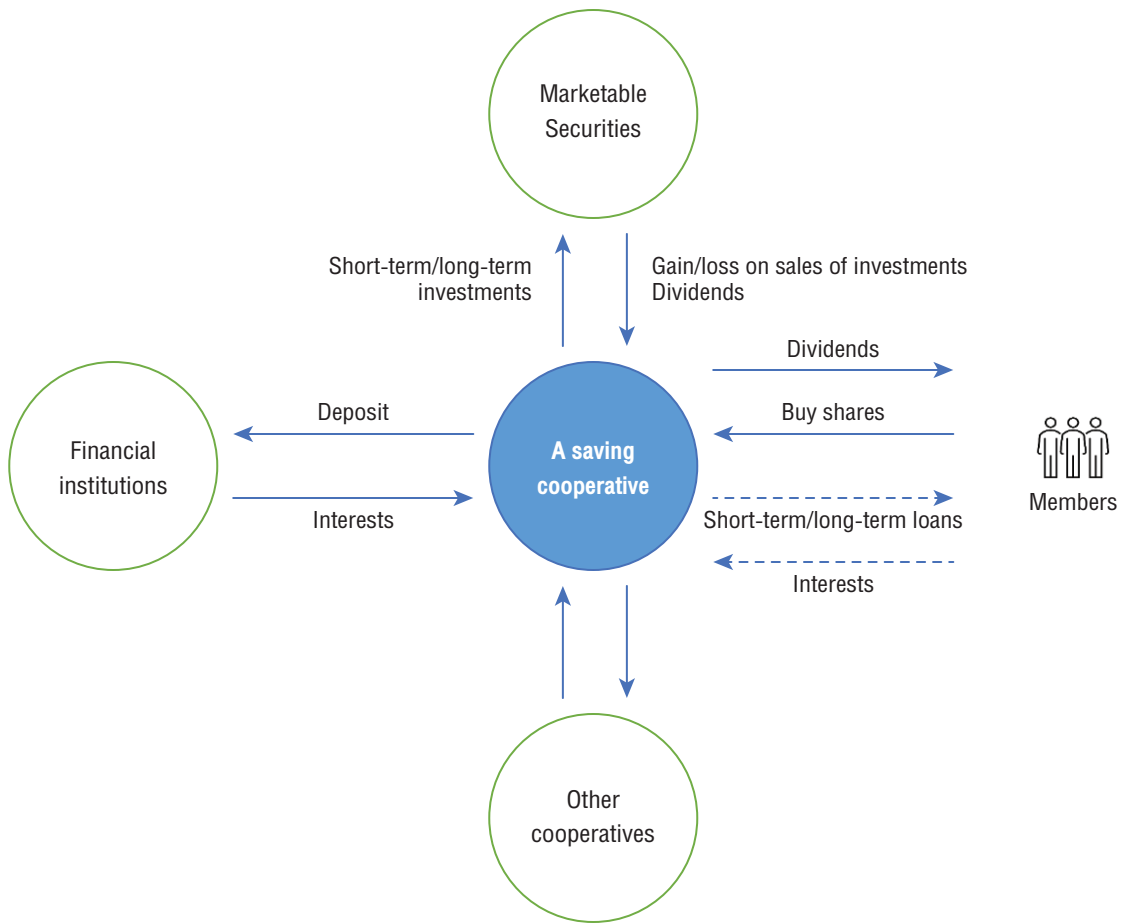 Marketable
Securities
Short-term/long-term
investments
Gain/loss on sales of investments
Dividends
Dividends
Deposit
Buy shares
Financial
institutions
A saving
cooperative
Members
Interests
Short-term/long-term loans
Interests
Other
cooperatives